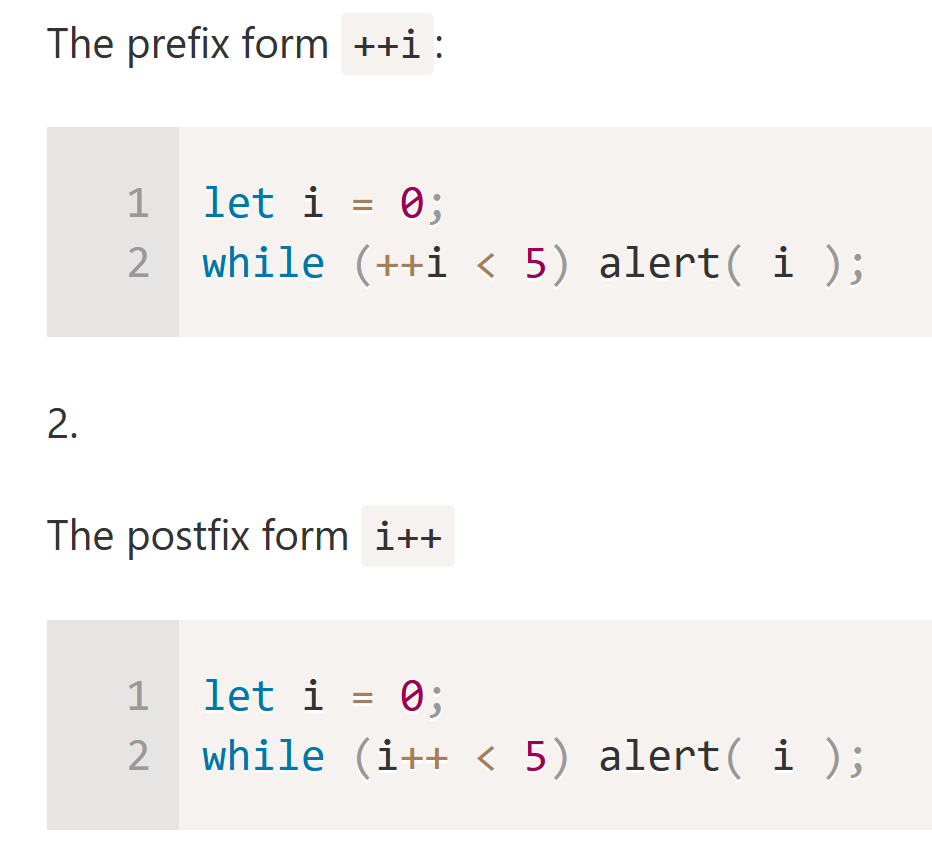 The prefix form ++i:
1 let i = 0;
2 while (++i < 5) alert( i );
2.
The postfix form i++
1 let i = 0;
2 while (i++ < 5) alert( i );